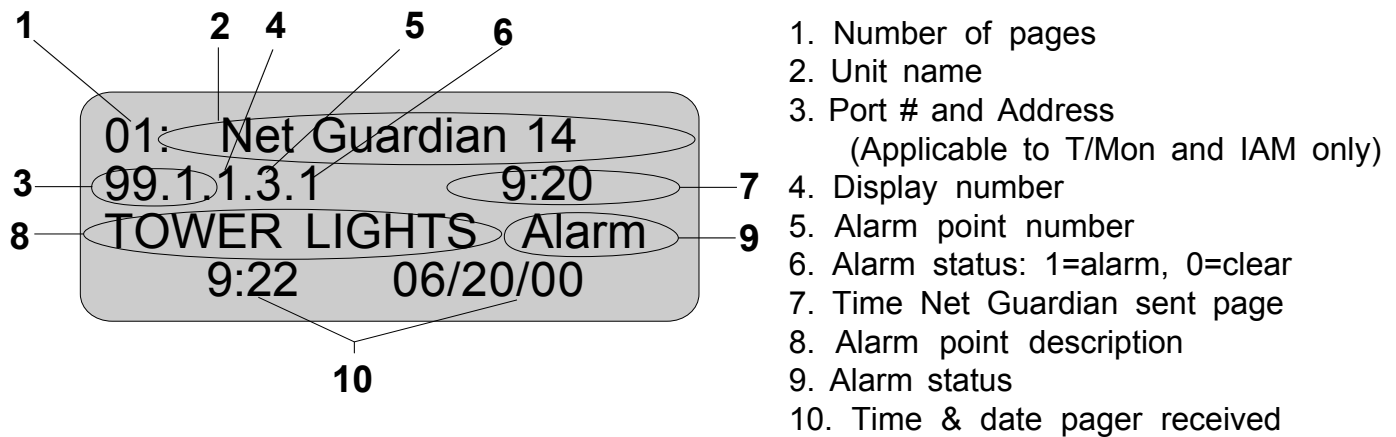 1 2 4 5 6
01: Net Guardian 14
3 99.1.1.3.1 9:20 7
8 TOWER LIGHTS Alarm 9
9:22 06/20/00
10
1. Number of pages
2. Unit name
3. Port # and Address
(Applicable to T/Mon and IAM only)
4. Display number
5. Alarm point number
6. Alarm status: 1=alarm, 0=clear
7. Time Net Guardian sent page
8. Alarm point description
9. Alarm status
10. Time & date pager received